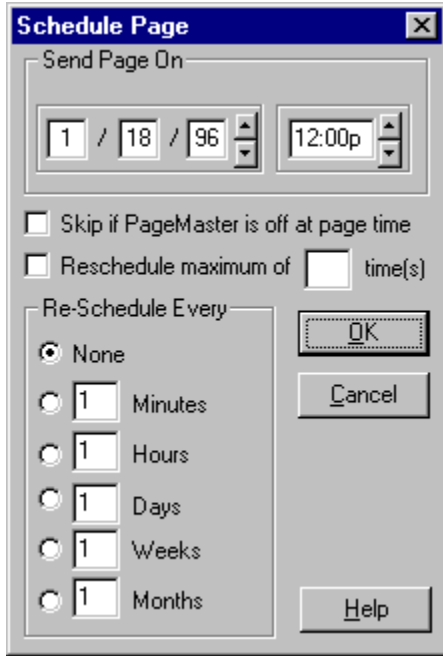 Schedule Page
Send Page On
1 / 18 / 96 12:00p
Skip if PageMaster is off at page time
Reschedule maximum of time(s)
Re-Schedule Every
None
1 Minutes
1 Hours
1 Days
1 Weeks
1 Months
OK
Cancel
Help